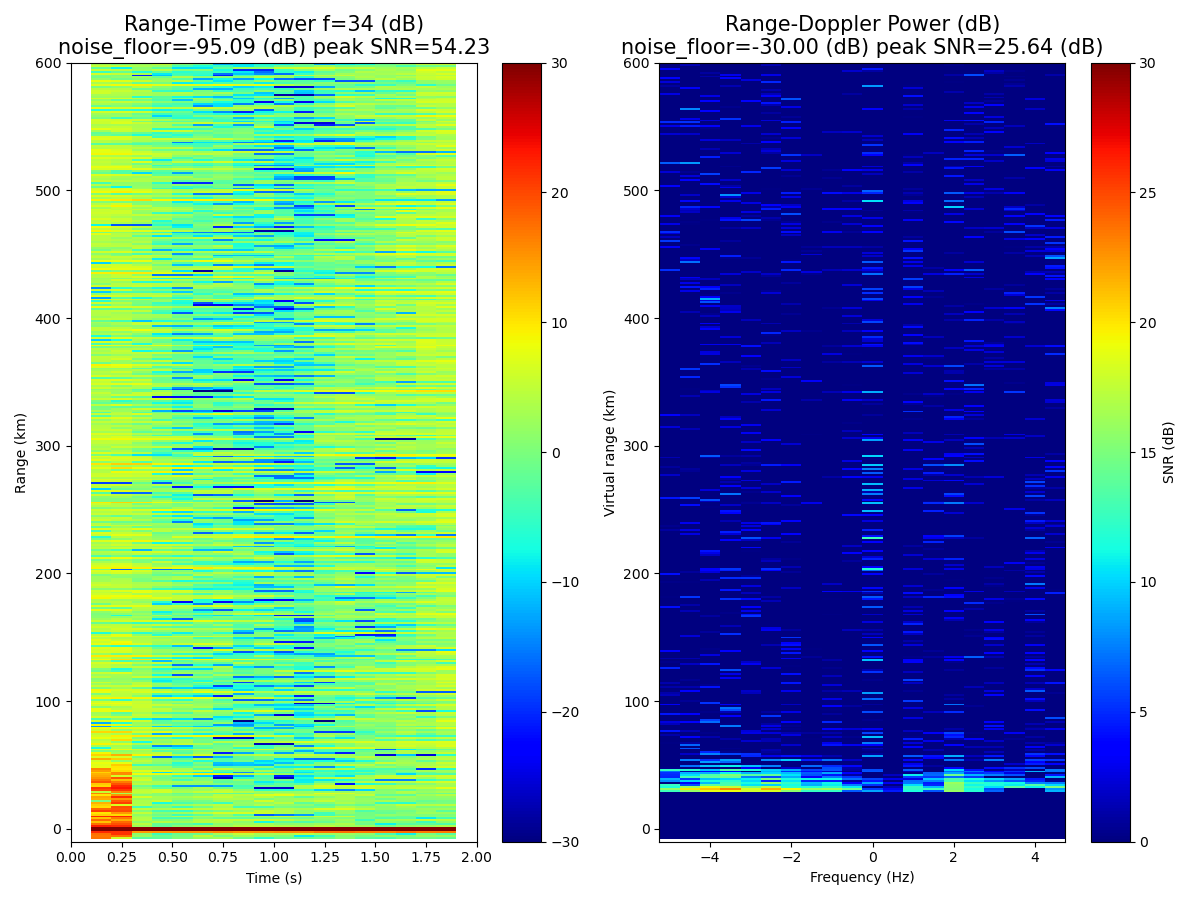 Range-Time Power f=34 (dB)
noise_floor=-95.09 (dB) peak SNR=54.23
Range-Doppler Power (dB)
noise_floor=-30.00 (dB) peak SNR=25.64 (dB)
600
500
400
300
200
100
0
Range (km)
0.00 0.25 0.50 0.75 1.00 1.25 1.50 1.75 2.00
Time (s)
30
20
10
0
−10
−20
−30
600
500
400
300
200
100
0
Virtual range (km)
−4 −2 0 2 4
Frequency (Hz)
30
25
20
15
10
5
0
SNR (dB)